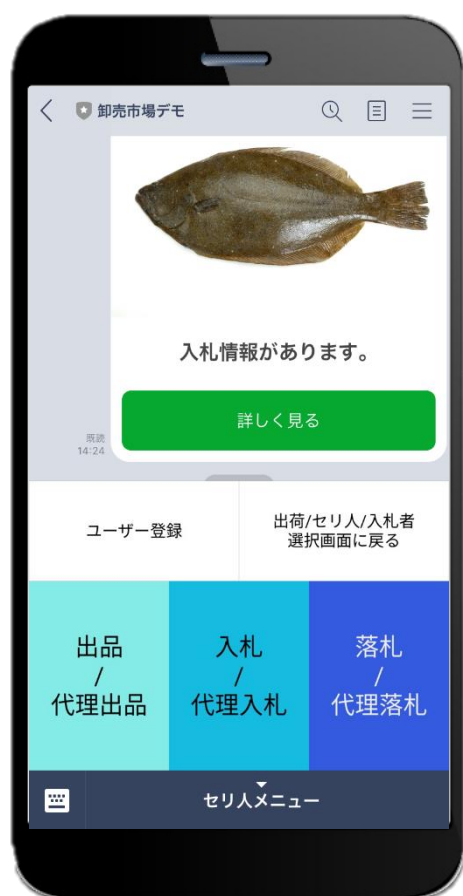 卸売市場デモ
入札情報があります。
詳しく見る
既読
14:24
ユーザー登録
出荷/セリ人/入札者
選択画面に戻る
出品
/
代理出品
入札
/
代理入札
落札
/
代理落札
セリ人メニュー